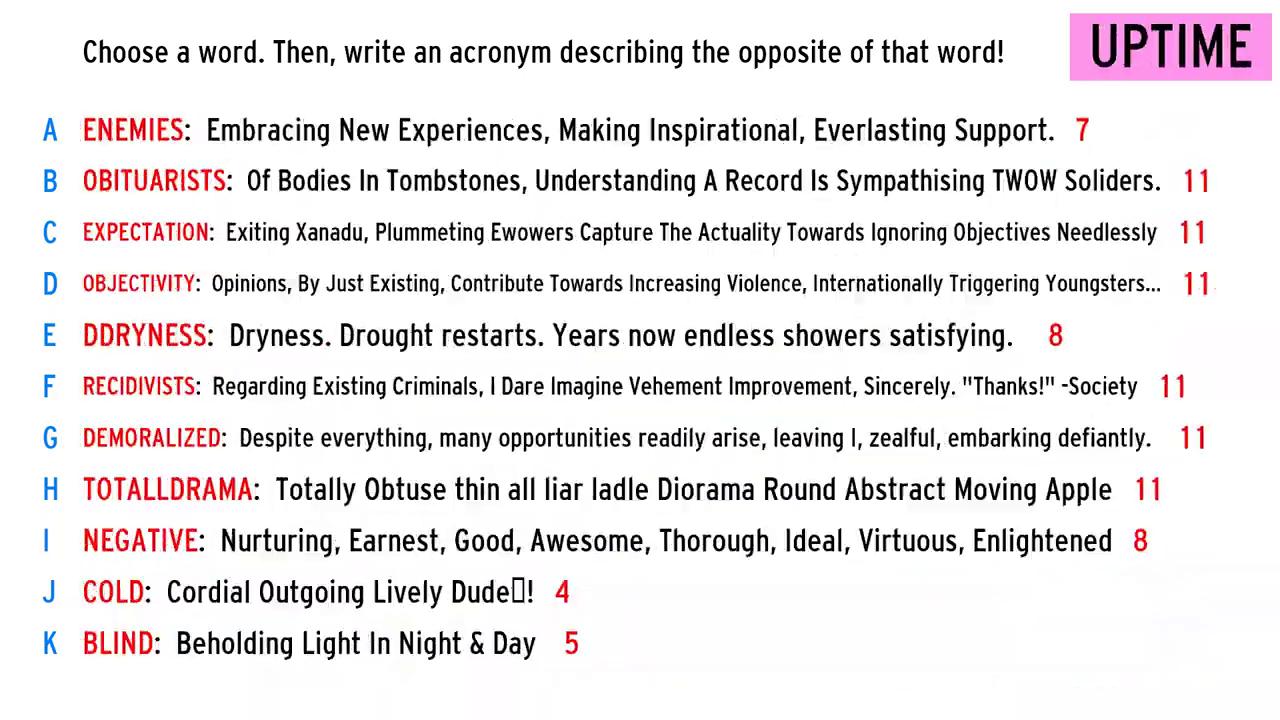 Choose a word. Then, write an acronym describing the opposite of that word!
UPTIME
A ENEMIES: Embracing New Experiences, Making Inspirational, Everlasting Support. 7
B OBITUARISTS: Of Bodies In Tombstones, Understanding A Record Is Sympathising TWOW Soliders. 11
C EXPECTATION: Exiting Xanadu, Plummeting Ewowers Capture The Actuality Towards Ignoring Objectives Needlessly 11
D OBJECTIVITY: Opinions, By Just Existing, Contribute Towards Increasing Violence, Internationally Triggering Youngsters... 11
E DDRYNESS: Dryness. Drought restarts. Years now endless showers satisfying. 8
F RECIDIVISTS: Regarding Existing Criminals, I Dare Imagine Vehement Improvement, Sincerely. "Thanks!" -Society 11
G DEMORALIZED: Despite everything, many opportunities readily arise, leaving I, zealful, embarking defiantly. 11
H TOTALLDRAMA: Totally Obtuse thin all liar ladle Diorama Round Abstract Moving Apple 11
I NEGATIVE: Nurturing, Earnest, Good, Awesome, Thorough, Ideal, Virtuous, Enlightened 8
J COLD: Cordial Outgoing Lively Dude▯! 4
K BLIND: Beholding Light In Night & Day 5